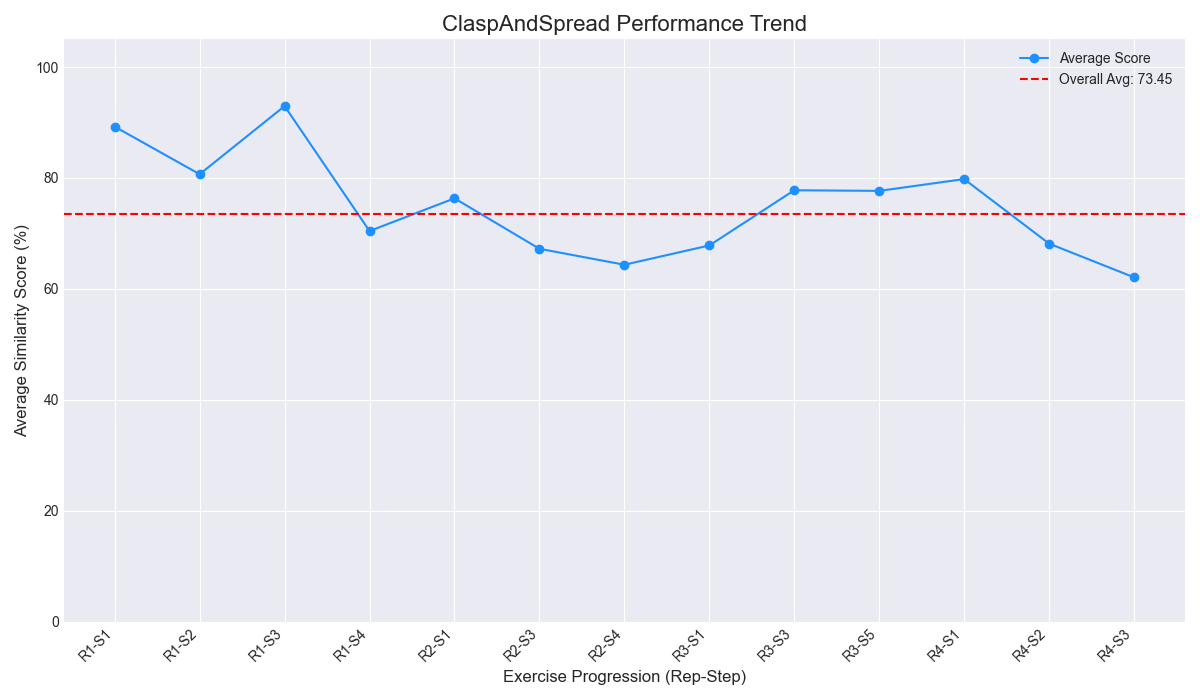 ClaspAndSpread Performance Trend
Average Score
Overall Avg: 73.45
Average Similarity Score (%)
100
80
60
40
20
0
R1-S1
R1-S2
R1-S3
R1-S4
R2-S1
R2-S3
R2-S4
R3-S1
R3-S3
R3-S5
R4-S1
R4-S2
R4-S3
Exercise Progression (Rep-Step)